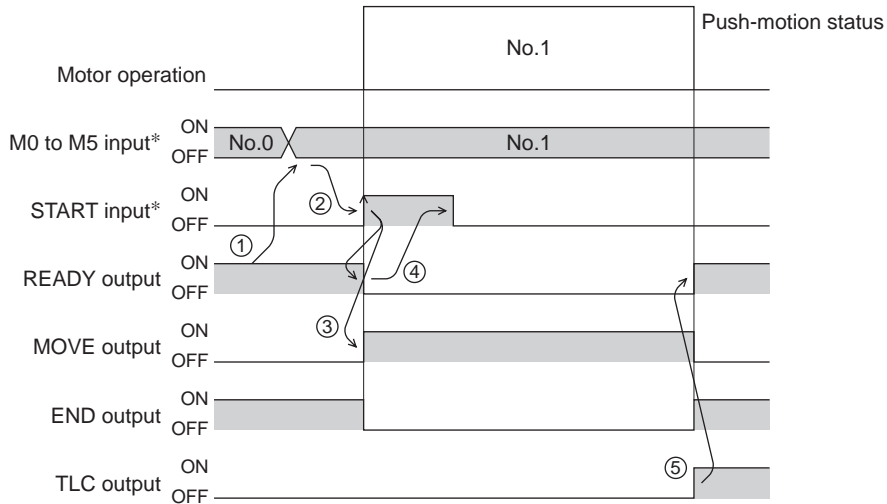 Push-motion status
No.1
Motor operation
M0 to M5 input*
ON
OFF
No.0
No.1
START input*
ON
OFF
②
①
READY output
ON
OFF
④
③
MOVE output
ON
OFF
END output
ON
OFF
TLC output
ON
OFF
⑤